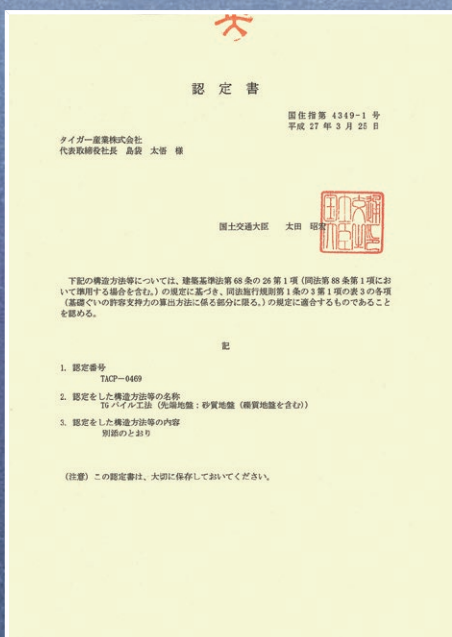 認定書
国住指第 4349-1 号
平成 27 年 3 月 25 日
タイガー産業株式会社
代表取締役社長 島袋 太悟 様
国土交通大臣 太田 昭宏
下記の構造方法等については、建築基準法第 68 条の 26 第 1 項(同法第 88 条第 1 項にお
いて準用する場合を含む。)の規定に基づき、同法施行規則第 1 条の 3 第 1 項の表 3 の各項
(基礎ぐいの許容支持力の算出方法に係る部分に限る。)の規定に適合するものであること
を認める。
記
1. 認定番号
TACP-0469
2. 認定をした構造方法等の名称
TG パイル工法(先端地盤:砂質地盤(礫質地盤を含む))
3. 認定をした構造方法等の内容
別添のとおり
(注意)この認定書は、大切に保存しておいてください。